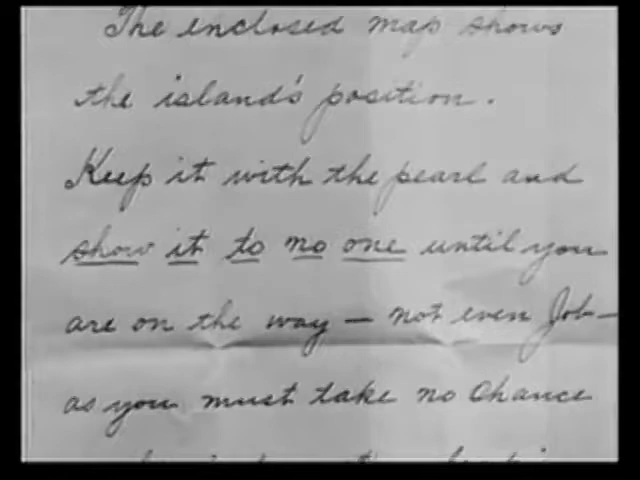 The enclosed map shows
the island's position.
Keep it with the pearl and
show it to no one until you
are on the way — not even Job —
as you must take no chance